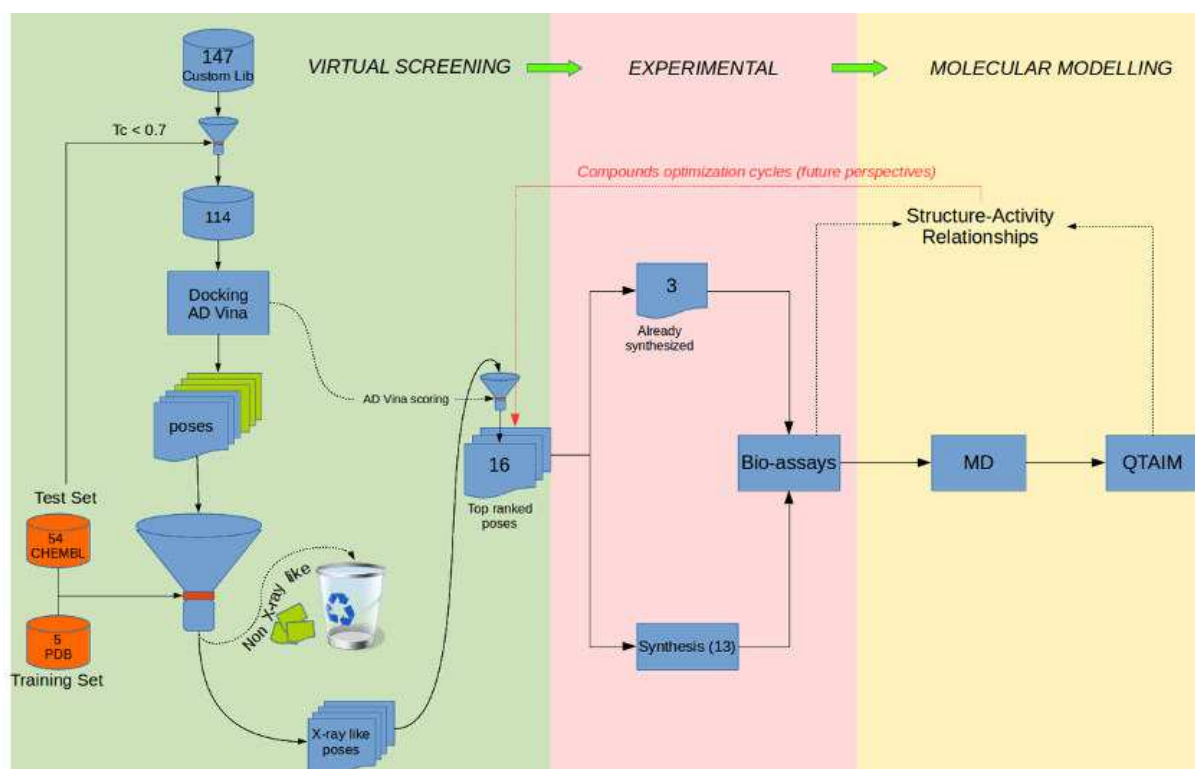 147
Custom Lib
VIRTUAL SCREENING
EXPERIMENTAL
MOLECULAR MODELLING
Tc < 0.7
114
Docking
AD Vina
poses
Test Set
54
CHEMBL
5
PDB
Training Set
Non X-ray like
X-ray like
poses
AD Vina scoring
16
Top ranked
poses
Compounds optimization cycles (future perspectives)
3
Already
synthesized
Synthesis (13)
Bio-assays
Structure-Activity
Relationships
MD
QTAIM